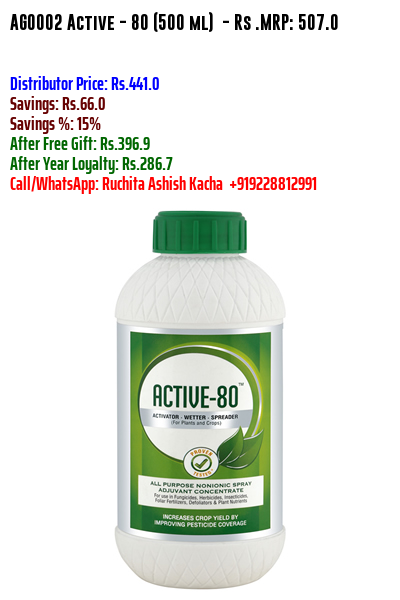 AG0002 Active - 80 (500 ml) - Rs .MRP: 507.0
Distributor Price: Rs.441.0
Savings: Rs.66.0
Savings %: 15%
After Free Gift: Rs.396.9
After Year Loyalty: Rs.286.7
Call/WhatsApp: Ruchita Ashish Kacha +919228812991
ACTIVE-80™
ACTIVATOR - WETTER - SPREADER
(For Plants and Crops)
PROVEN
ALL PURPOSE NONIONIC SPRAY
ADJUVANT CONCENTRATE
For use in Fungicides, Herbicides, Insecticides,
Foliar Fertilizers, Defoliators & Plant Nutrients
INCREASES CROP YIELD BY
IMPROVING PESTICIDE COVERAGE